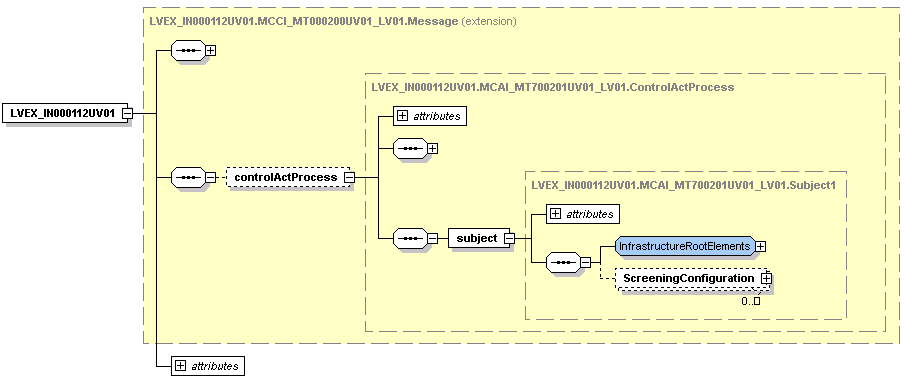 LVEX_IN000112UV01.MCCI_MT000200UV01_LV01.Message (extension)
LVEX_IN000112UV01.MCAI_MT700201UV01_LV01.ControlActProcess
LVEX_IN000112UV01
attributes
controlActProcess
LVEX_IN000112UV01.MCAI_MT700201UV01_LV01.Subject1
attributes
subject
InfrastructureRootElements
ScreeningConfiguration
0..□
attributes